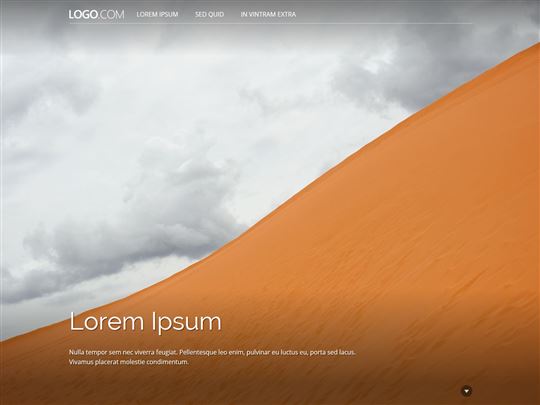 LOGO.COM LOREM IPSUM SED QUID IN VINTRAM EXTRA
Lorem Ipsum
Nulla tempor sem nec viverra feugiat. Pellentesque leo enim, pulvinar eu luctus eu, porta sed lacus.
Vivamus placerat molestie condimentum.